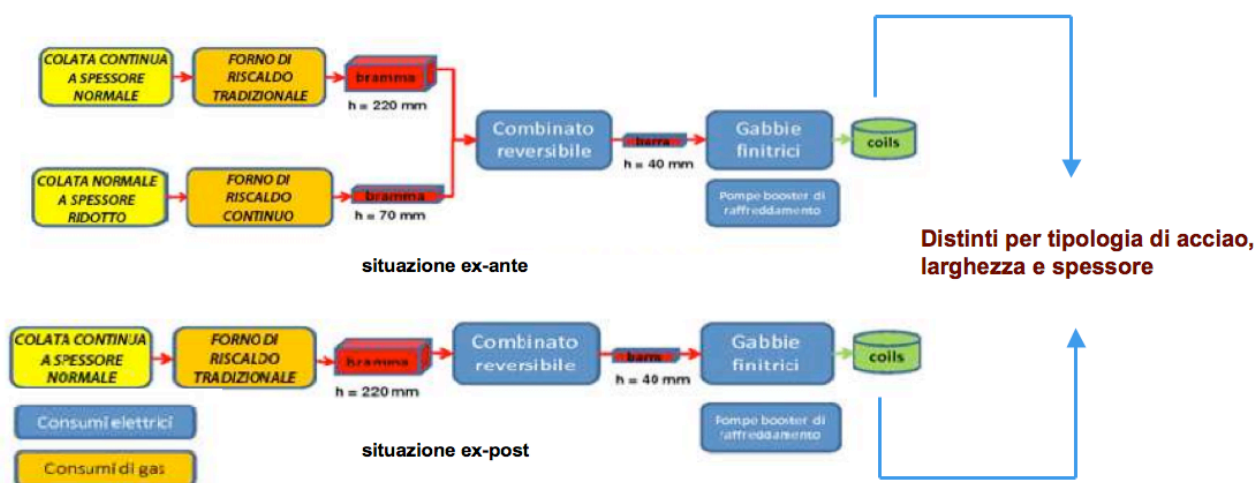 COLATA CONTINUA
A SPESSORE
NORMALE
FORNO DI
RISCALDO
TRADIZIONALE
bramma
h = 220 mm
COLATA NORMALE
A SPESSORE
RIDOTTO
FORNO DI
RISCALDO
CONTINUO
bramma
h = 70 mm
Combinato
reversibile
barra
h = 40 mm
Gabbie
finitrici
coils
Pompe booster di
raffreddamento
situazione ex-ante
Distinti per tipologia di acciao,
larghezza e spessore
COLATA CONTINUA
A SPESSORE
NORMALE
FORNO DI
RISCALDO
TRADIZIONALE
bramma
h = 220 mm
Combinato
reversibile
barra
h = 40 mm
Gabbie
finitrici
coils
Pompe booster di
raffreddamento
Consumi elettrici
situazione ex-post
Consumi di gas